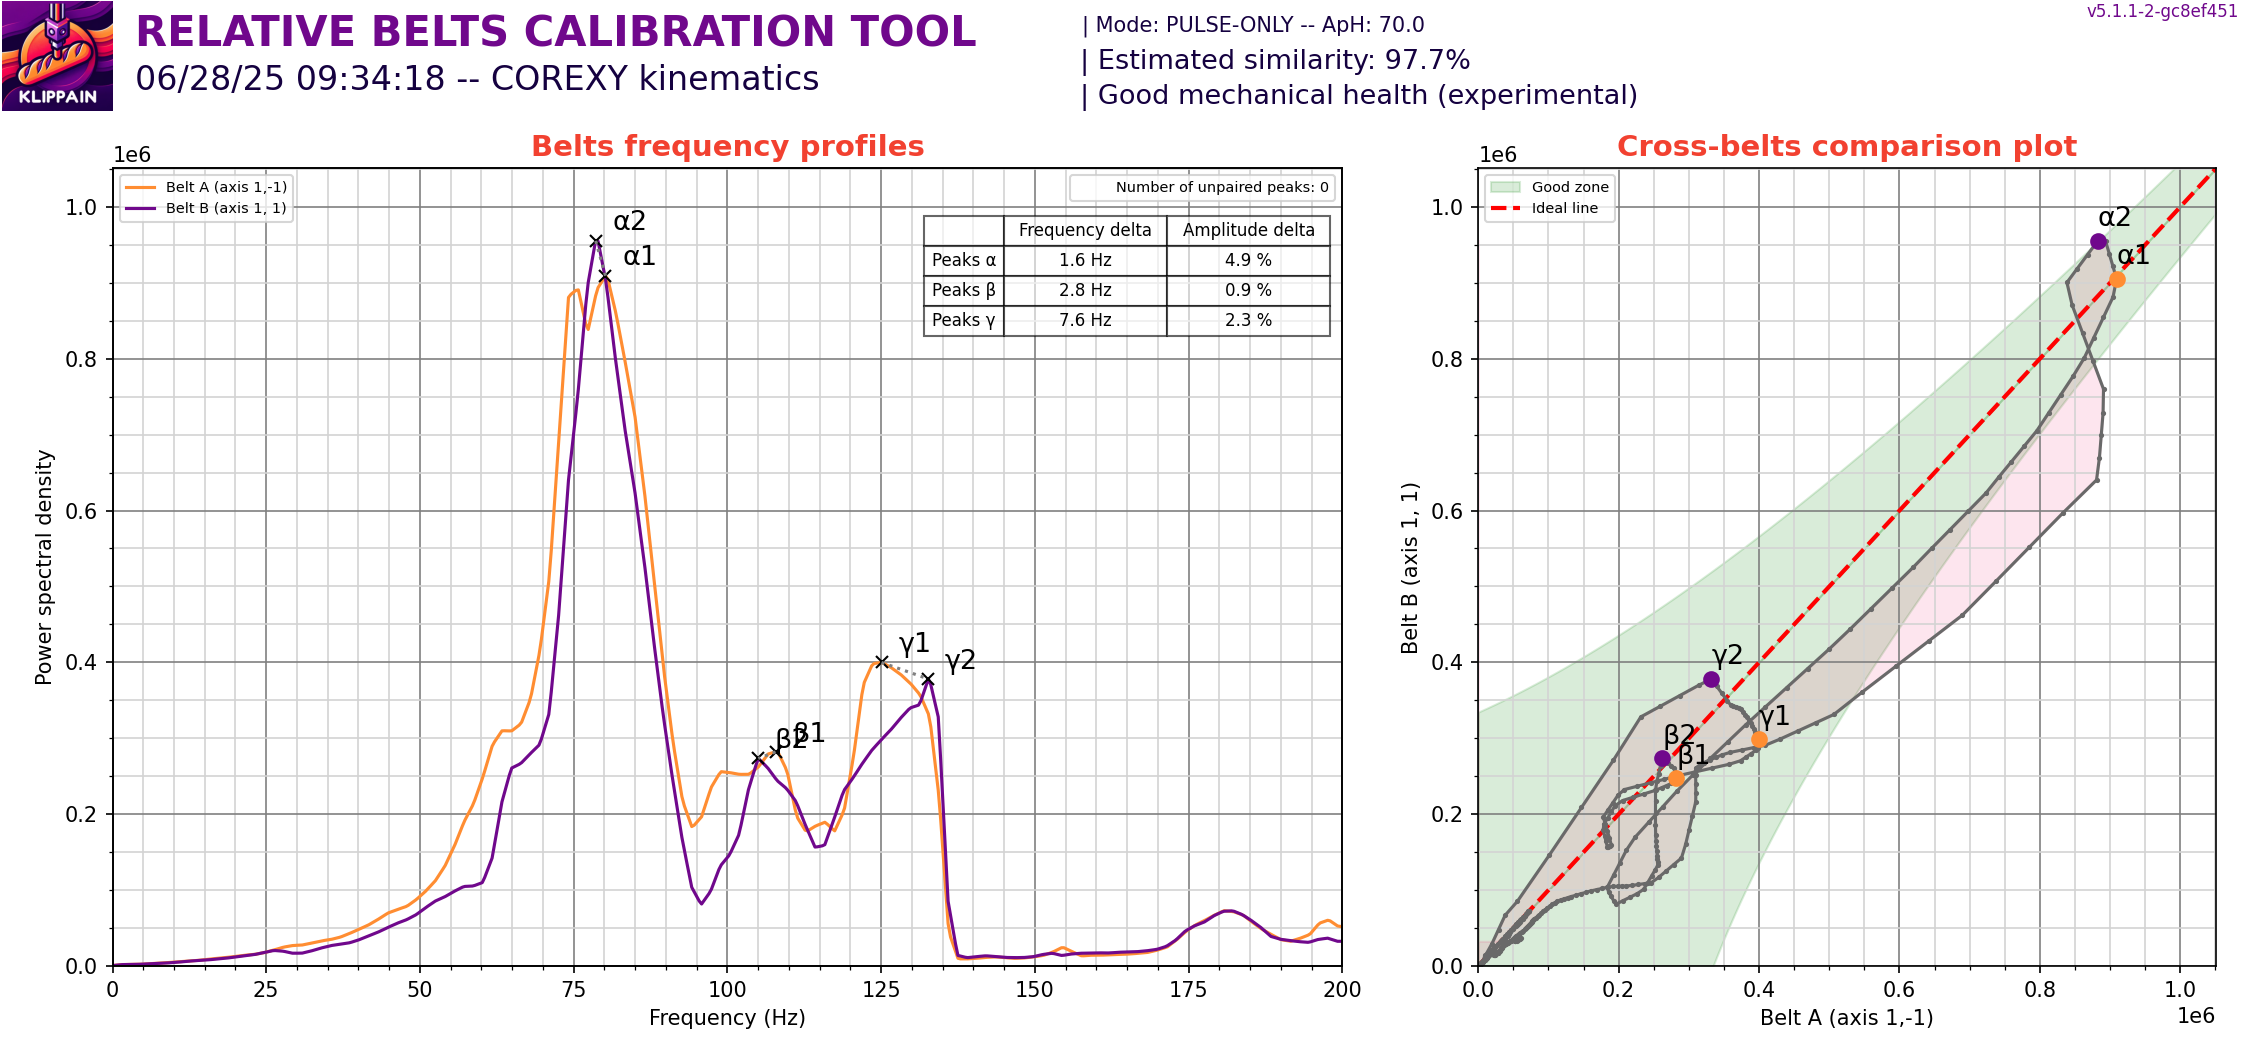 KLIPPAIN
RELATIVE BELTS CALIBRATION TOOL
06/28/25 09:34:18 -- COREXY kinematics
| Mode: PULSE-ONLY -- ApH: 70.0
| Estimated similarity: 97.7%
| Good mechanical health (experimental)
v5.1.1-2-gc8ef451
Belts frequency profiles
1e6
Belt A (axis 1,-1)
Belt B (axis 1, 1)
Number of unpaired peaks: 0
Frequency delta Amplitude delta
Peaks α 1.6 Hz 4.9 %
Peaks β 2.8 Hz 0.9 %
Peaks γ 7.6 Hz 2.3 %
α2
α1
γ1
γ2
β2
β1
Power spectral density
1.0
0.8
0.6
0.4
0.2
0.0
0 25 50 75 100 125 150 175 200
Frequency (Hz)
Cross-belts comparison plot
1e6
Good zone
Ideal line
α2
α1
γ2
γ1
β2
β1
Belt B (axis 1, 1)
1.0
0.8
0.6
0.4
0.2
0.0
0.0 0.2 0.4 0.6 0.8 1.0
Belt A (axis 1,-1)
1e6